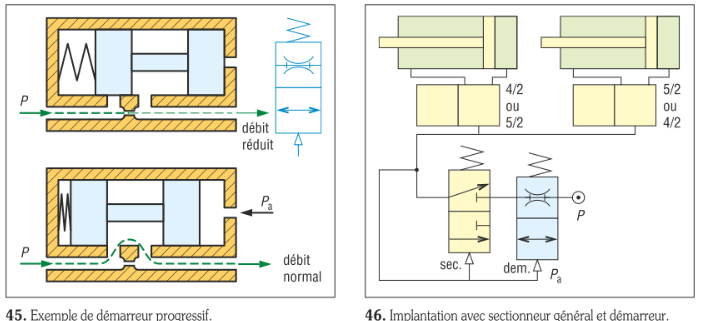 P
débit
réduit
P
Pa
débit
normal
45. Exemple de démarreur progressif.
4/2
ou
5/2
5/2
ou
4/2
P
sec.
dem.
Pa
46. Implantation avec sectionneur général et démarreur.